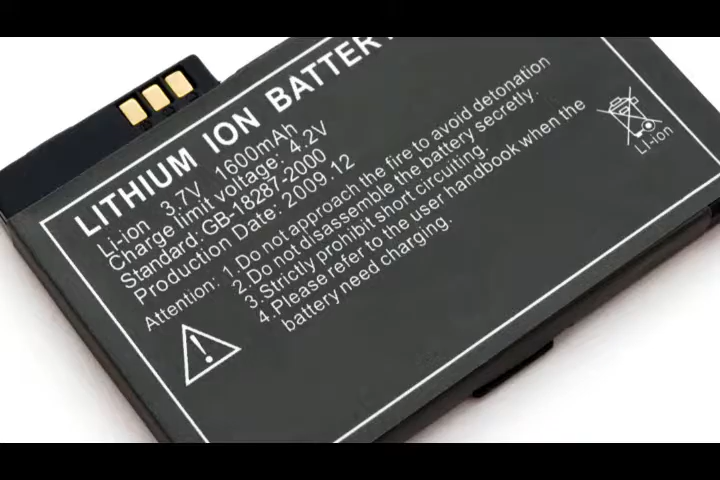 LITHIUM ION BATTERY
Li-ion 3.7V 1600mAh
Charge limit voltage: 4.2V
Standard: GB-18287-2000
Production Date: 2009.12
Attention: 1.Do not approach the fire to avoid detonation
2.Do not disassemble the battery secretly.
3.Strictly prohibit short circuiting.
4.Please refer to the user handbook when the
battery need charging.
!
Li-ion